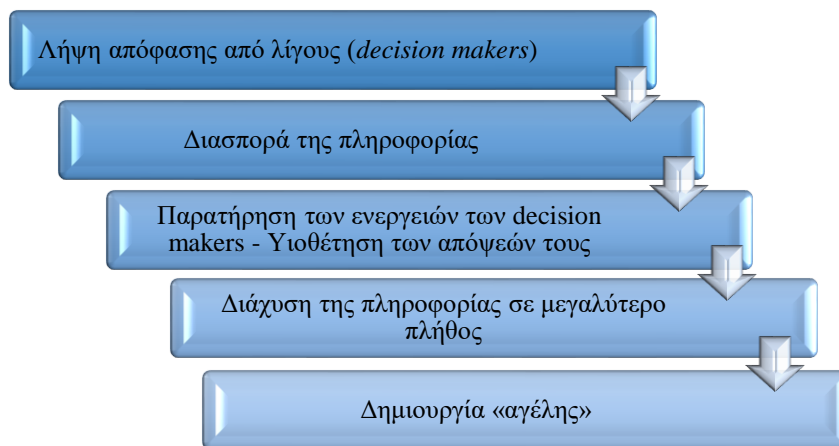 Λήψη απόφασης από λίγους (decision makers)
Διασπορά της πληροφορίας
Παρατήρηση των ενεργειών των decision
makers - Υιοθέτηση των απόψεών τους
Διάχυση της πληροφορίας σε μεγαλύτερο
πλήθος
Δημιουργία «αγέλης»